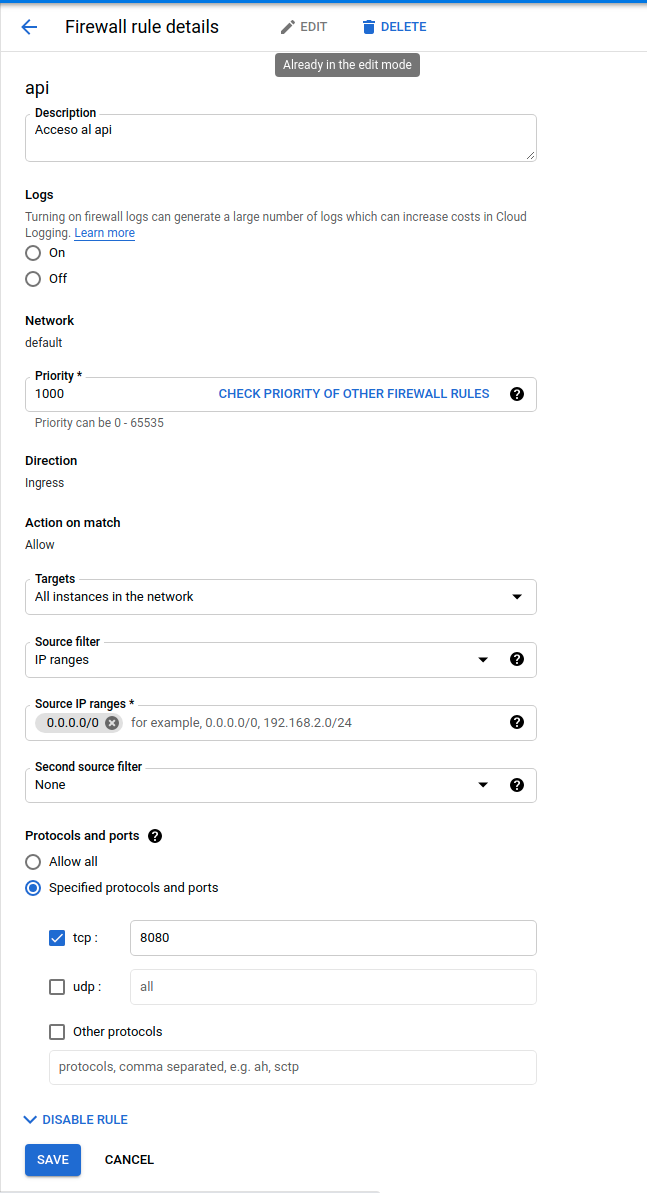 Firewall rule details
EDIT
DELETE
Already in the edit mode
api
Description
Acceso al api
Logs
Turning on firewall logs can generate a large number of logs which can increase costs in Cloud
Logging. Learn more
On
Off
Network
default
Priority *
1000
CHECK PRIORITY OF OTHER FIREWALL RULES
Priority can be 0 - 65535
Direction
Ingress
Action on match
Allow
Targets
All instances in the network
Source filter
IP ranges
Source IP ranges *
0.0.0.0/0
for example, 0.0.0.0/0, 192.168.2.0/24
Second source filter
None
Protocols and ports
Allow all
Specified protocols and ports
tcp :
8080
udp :
all
Other protocols
protocols, comma separated, e.g. ah, sctp
DISABLE RULE
SAVE
CANCEL